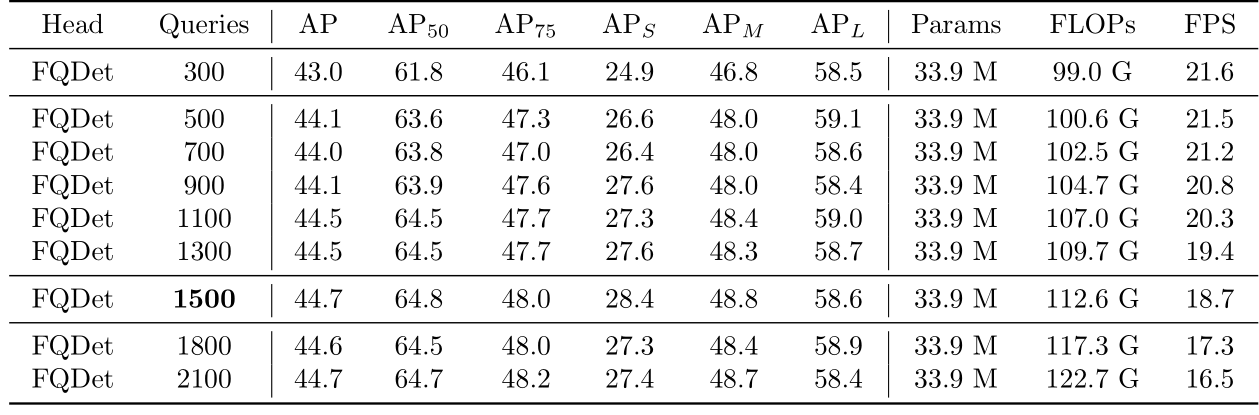 Head Queries AP AP50 AP75 APS APM APL Params FLOPs FPS
FQDet 300 43.0 61.8 46.1 24.9 46.8 58.5 33.9 M 99.0 G 21.6
FQDet 500 44.1 63.6 47.3 26.6 48.0 59.1 33.9 M 100.6 G 21.5
FQDet 700 44.0 63.8 47.0 26.4 48.0 58.6 33.9 M 102.5 G 21.2
FQDet 900 44.1 63.9 47.6 27.6 48.0 58.4 33.9 M 104.7 G 20.8
FQDet 1100 44.5 64.5 47.7 27.3 48.4 59.0 33.9 M 107.0 G 20.3
FQDet 1300 44.5 64.5 47.7 27.6 48.3 58.7 33.9 M 109.7 G 19.4
FQDet 1500 44.7 64.8 48.0 28.4 48.8 58.6 33.9 M 112.6 G 18.7
FQDet 1800 44.6 64.5 48.0 27.3 48.4 58.9 33.9 M 117.3 G 17.3
FQDet 2100 44.7 64.7 48.2 27.4 48.7 58.4 33.9 M 122.7 G 16.5